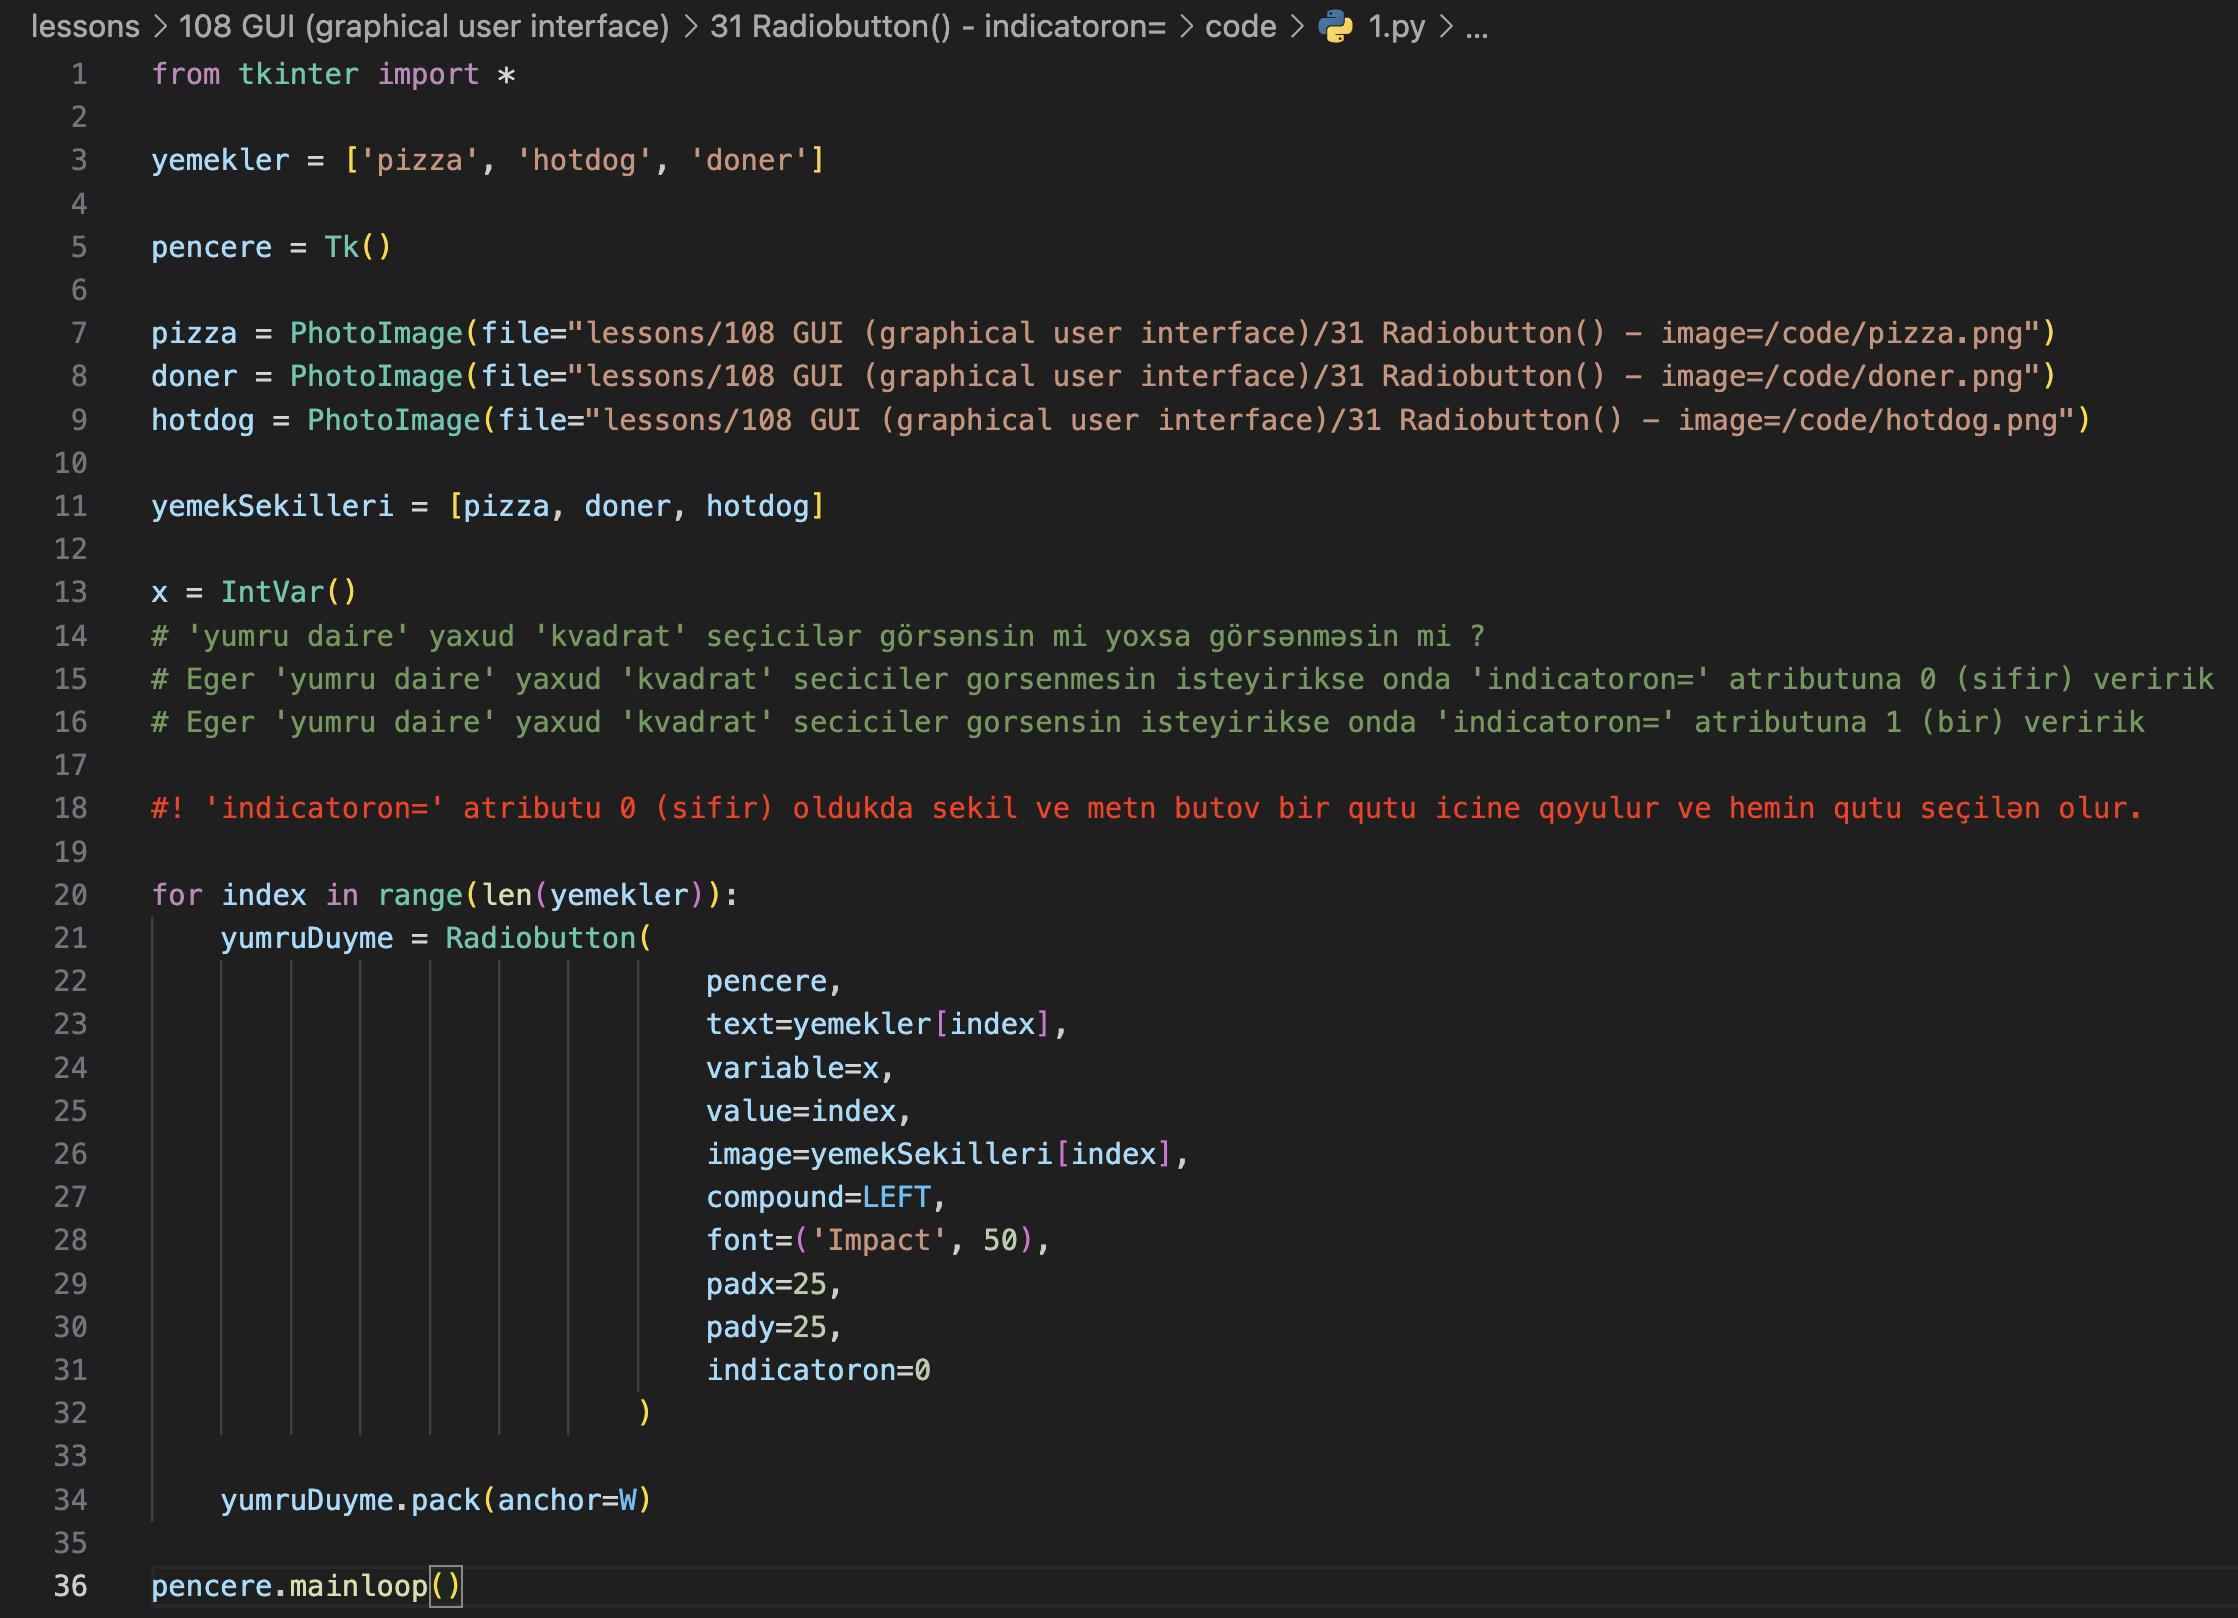 lessons > 108 GUI (graphical user interface) > 31 Radiobutton() - indicatoron= > code > 1.py > ...
1 from tkinter import *
2
3 yemekler = ['pizza', 'hotdog', 'doner']
4
5 pencere = Tk()
6
7 pizza = PhotoImage(file="lessons/108 GUI (graphical user interface)/31 Radiobutton() - image=/code/pizza.png")
8 doner = PhotoImage(file="lessons/108 GUI (graphical user interface)/31 Radiobutton() - image=/code/doner.png")
9 hotdog = PhotoImage(file="lessons/108 GUI (graphical user interface)/31 Radiobutton() - image=/code/hotdog.png")
10
11 yemekSekilleri = [pizza, doner, hotdog]
12
13 x = IntVar()
14 # 'yumru daire' yaxud 'kvadrat' seçicilər görsənsin mi yoxsa görsənməsin mi ?
15 # Eger 'yumru daire' yaxud 'kvadrat' seciciler gorsenmesin isteyirikse onda 'indicatoron=' atributuna 0 (sifir) veririk
16 # Eger 'yumru daire' yaxud 'kvadrat' seciciler gorsensin isteyirikse onda 'indicatoron=' atributuna 1 (bir) veririk
17
18 #! 'indicatoron=' atributu 0 (sifir) oldukda sekil ve metn butov bir qutu icine qoyulur ve hemin qutu seçilən olur.
19
20 for index in range(len(yemekler)):
21     yumruDuyme = Radiobutton(
22                                 pencere,
23                                 text=yemekler[index],
24                                 variable=x,
25                                 value=index,
26                                 image=yemekSekilleri[index],
27                                 compound=LEFT,
28                                 font=('Impact', 50),
29                                 padx=25,
30                                 pady=25,
31                                 indicatoron=0
32                             )
33
34     yumruDuyme.pack(anchor=W)
35
36 pencere.mainloop()